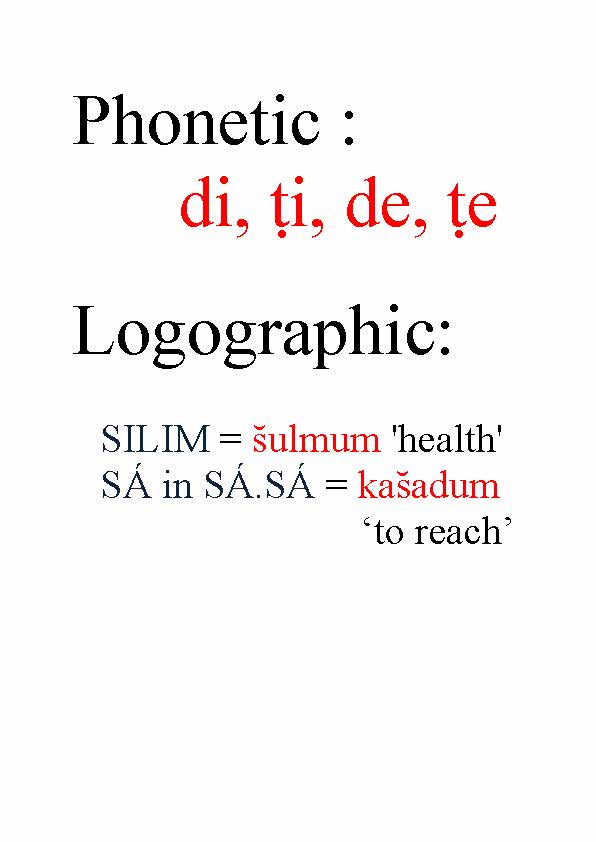 Phonetic :
di, ṭi, de, ṭe
Logographic:
SILIM = šulmum 'health'
SÁ in SÁ.SÁ = kašadum
‘to reach’